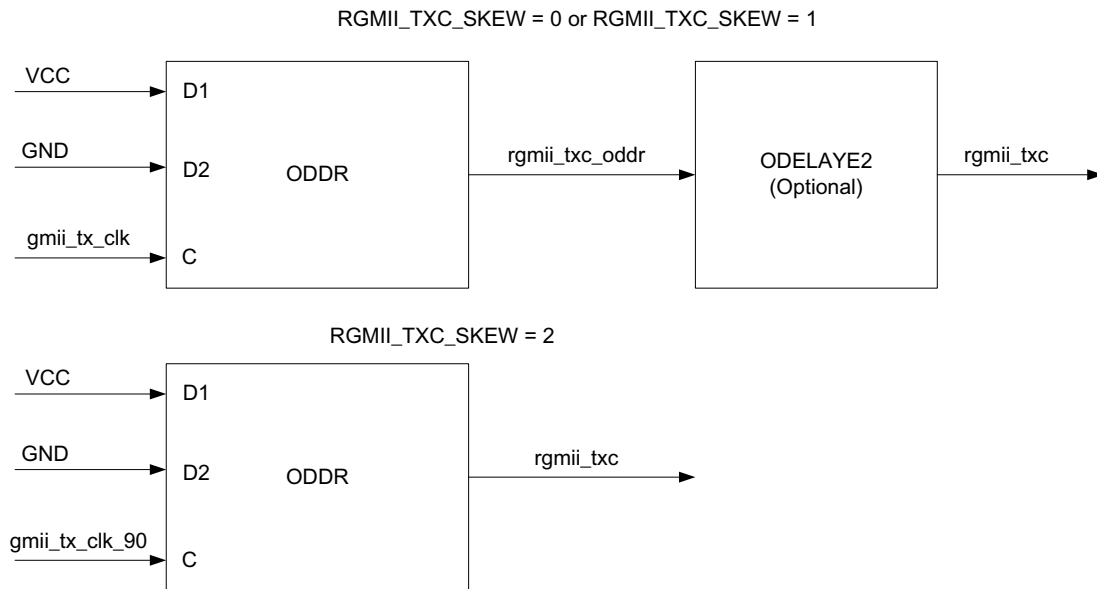 RGMII_TXC_SKEW = 0 or RGMII_TXC_SKEW = 1
VCC
D1
GND
D2
ODDR
gmii_tx_clk
C
rgmii_txc_oddr
ODELAYE2
(Optional)
rgmii_txc
RGMII_TXC_SKEW = 2
VCC
D1
GND
D2
ODDR
gmii_tx_clk_90
C
rgmii_txc